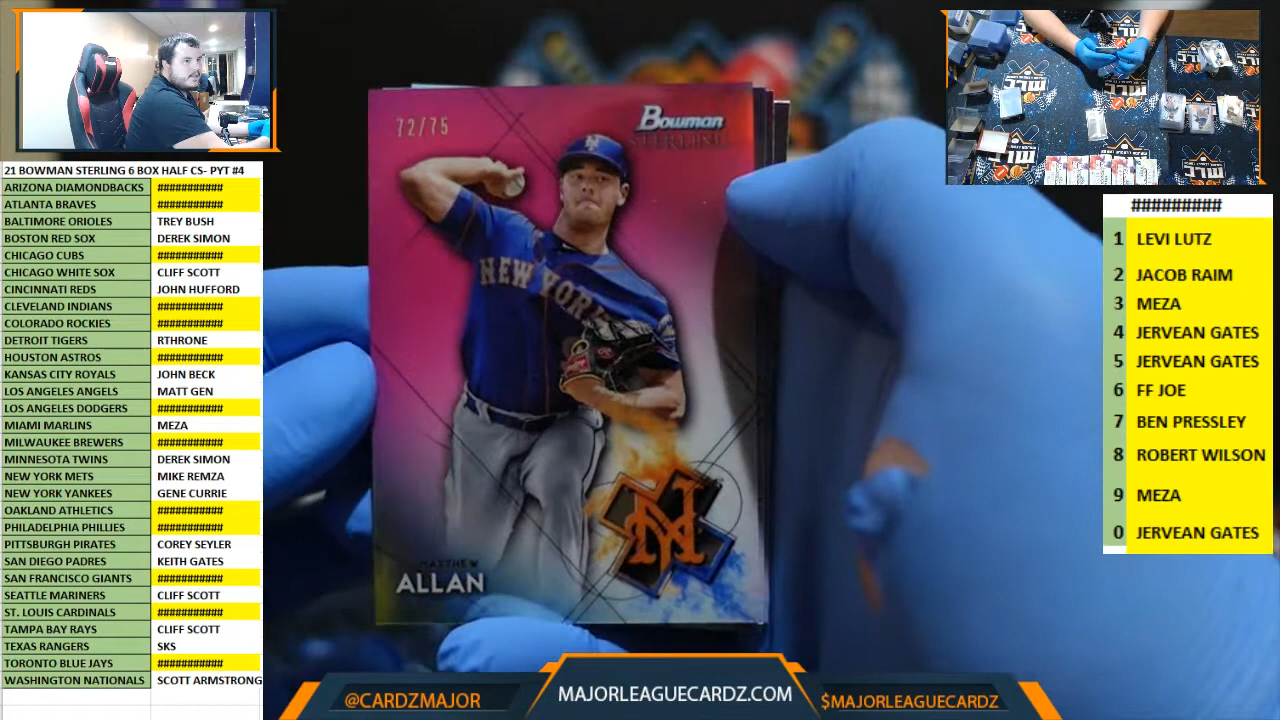 21 BOWMAN STERLING 6 BOX HALF CS- PYT #4
ARIZONA DIAMONDBACKS ###########
ATLANTA BRAVES ###########
BALTIMORE ORIOLES TREY BUSH
BOSTON RED SOX DEREK SIMON
CHICAGO CUBS ###########
CHICAGO WHITE SOX CLIFF SCOTT
CINCINNATI REDS JOHN HUFFORD
CLEVELAND INDIANS ###########
COLORADO ROCKIES ###########
DETROIT TIGERS RTHRONE
HOUSTON ASTROS ###########
KANSAS CITY ROYALS JOHN BECK
LOS ANGELES ANGELS MATT GEN
LOS ANGELES DODGERS ###########
MIAMI MARLINS MEZA
MILWAUKEE BREWERS ###########
MINNESOTA TWINS DEREK SIMON
NEW YORK METS MIKE REMZA
NEW YORK YANKEES GENE CURRIE
OAKLAND ATHLETICS ###########
PHILADELPHIA PHILLIES ###########
PITTSBURGH PIRATES COREY SEYLER
SAN DIEGO PADRES KEITH GATES
SAN FRANCISCO GIANTS ###########
SEATTLE MARINERS CLIFF SCOTT
ST. LOUIS CARDINALS ###########
TAMPA BAY RAYS CLIFF SCOTT
TEXAS RANGERS SKS
TORONTO BLUE JAYS ###########
WASHINGTON NATIONALS SCOTT ARMSTRONG
72/75
Bowman
STERLING
NEW YORK
NY
MATTHEW
ALLAN
#########
1 LEVI LUTZ
2 JACOB RAIM
3 MEZA
4 JERVEAN GATES
5 JERVEAN GATES
6 FF JOE
7 BEN PRESSLEY
8 ROBERT WILSON
9 MEZA
0 JERVEAN GATES
@CARDZMAJOR
MAJORLEAGUECARDZ.COM
$MAJORLEAGUECARDZ